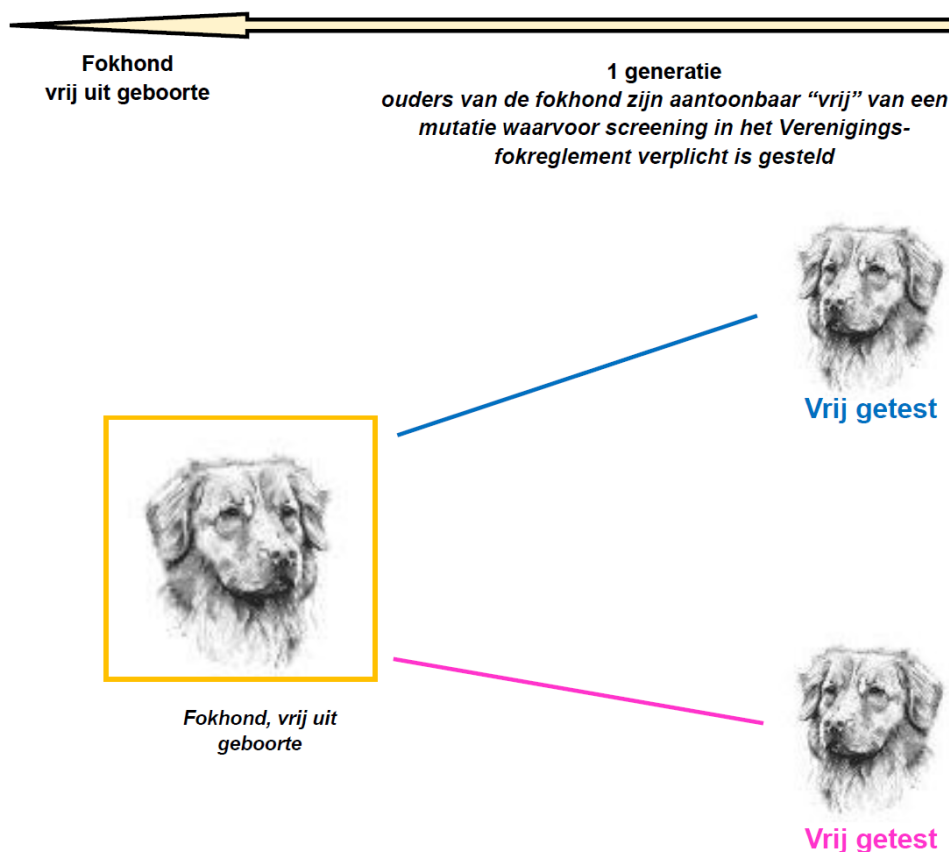 Fokhond
vrij uit geboorte
1 generatie
ouders van de fokhond zijn aantoonbaar “vrij” van een
mutatie waarvoor screening in het Verenigings-
fokreglement verplicht is gesteld
Vrij getest
Fokhond, vrij uit
geboorte
Vrij getest